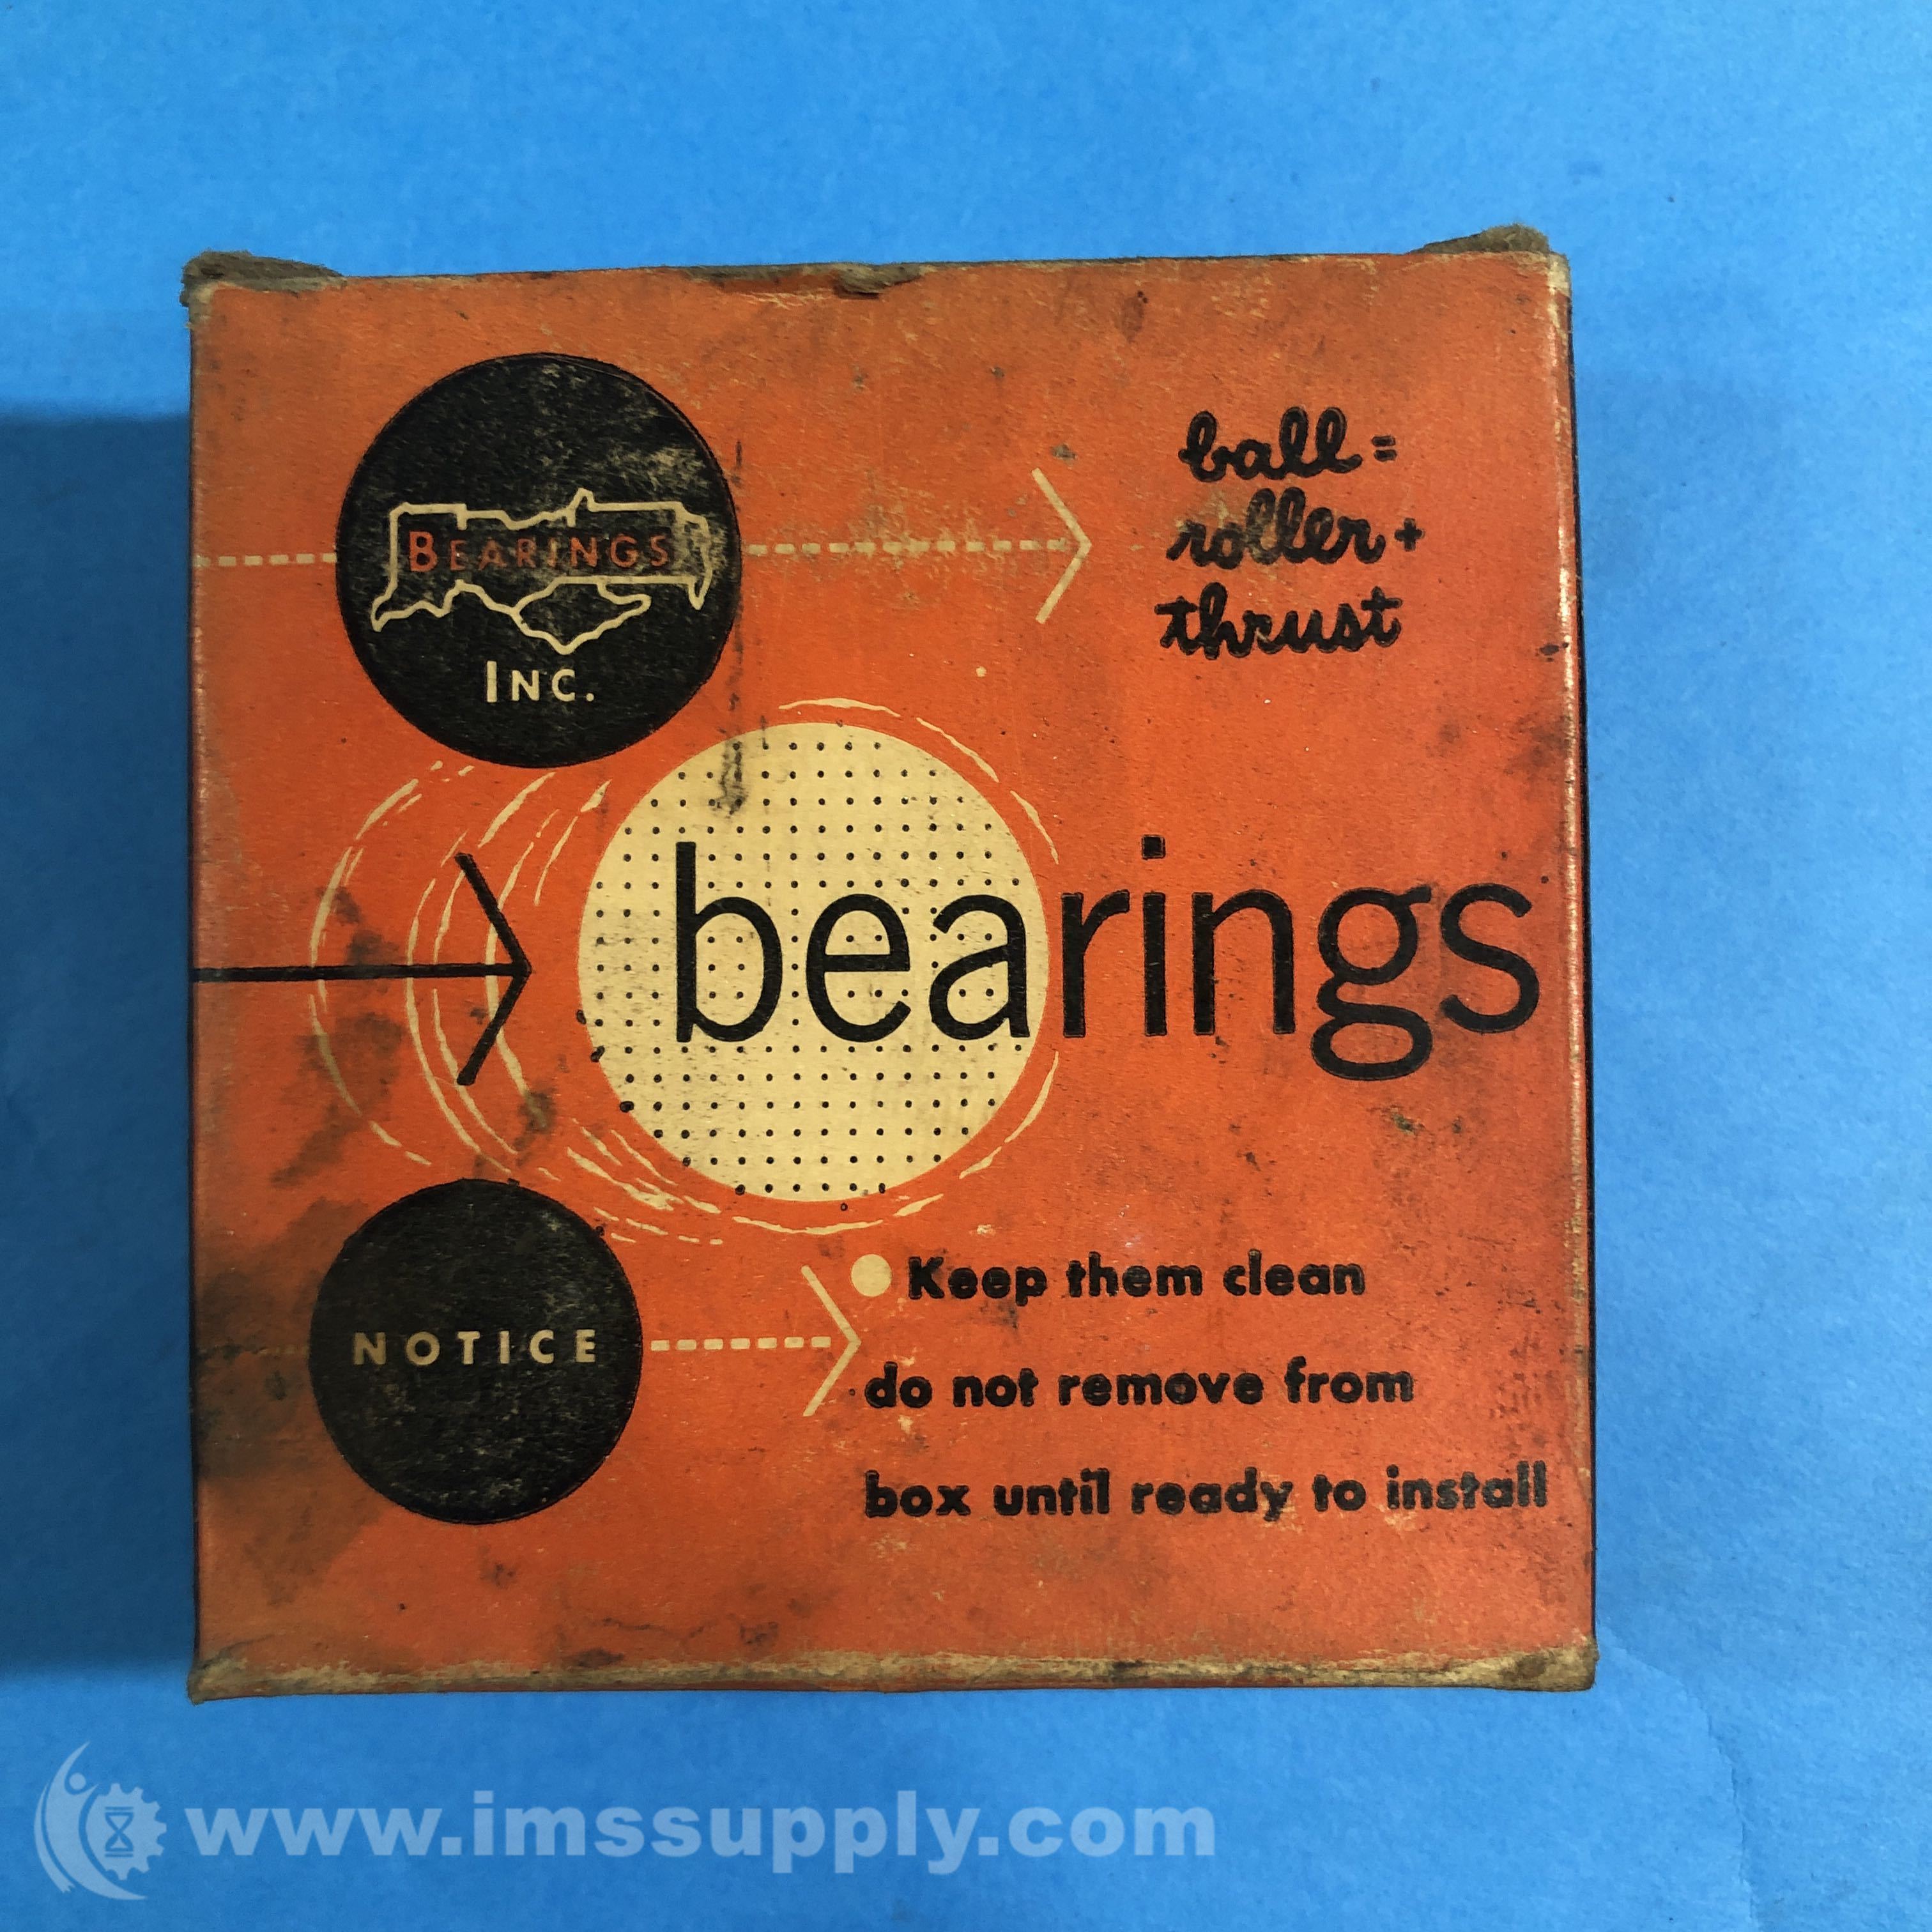 BEARINGS
INC.
ball =
roller +
thrust
bearings
NOTICE
Keep them clean
do not remove from
box until ready to install
www.imssupply.com